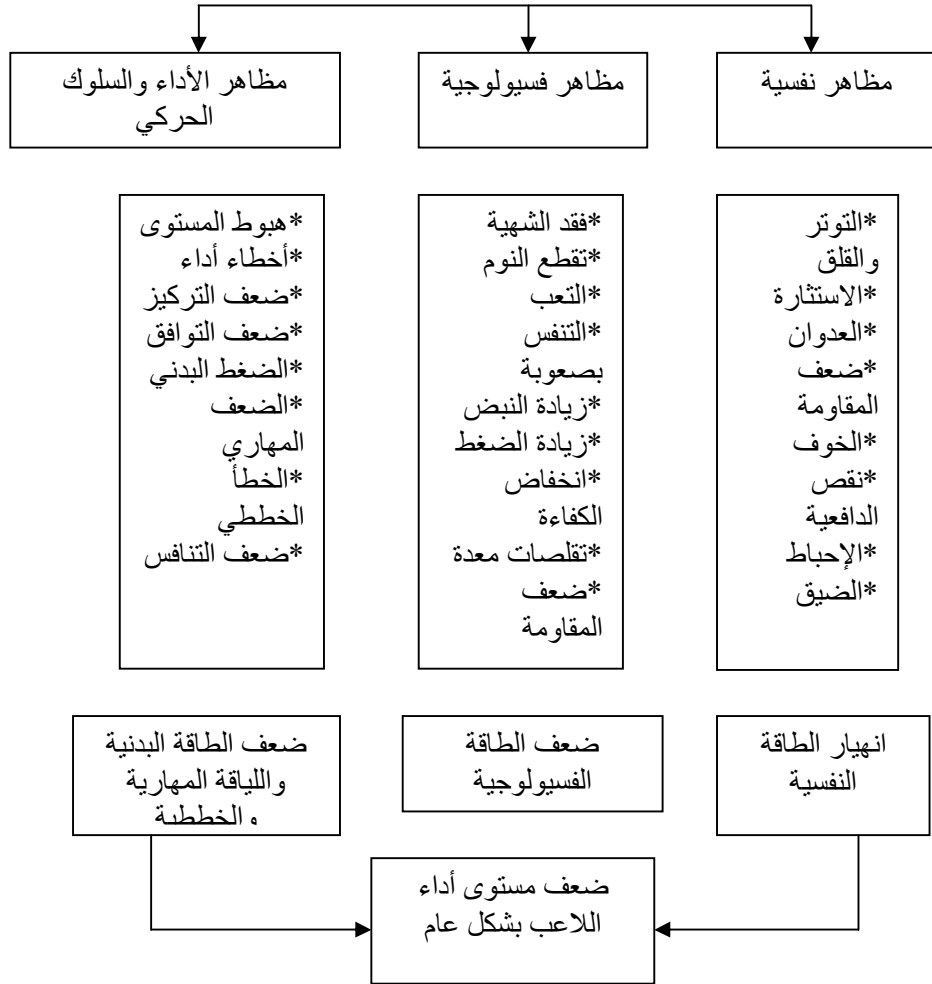 مظاهر نفسية
مظاهر فسيولوجية
مظاهر الأداء والسلوك
الحركي
*التوتر
والقلق
*الاستثارة
*العدوان
*ضعف
المقاومة
*الخوف
*نقص
الدافعية
*الإحباط
*الضيق
*فقد الشهية
*تقطع النوم
*التعب
*التنفس
بصعوبة
*زيادة النبض
*زيادة الضغط
*انخفاض
الكفاءة
*تقلصات معدة
*ضعف
المقاومة
*هبوط المستوى
*أخطاء أداء
*ضعف التركيز
*ضعف التوافق
*الضغط البدني
*الضعف
المهاري
*الخطأ
الخططي
*ضعف التنافس
انهيار الطاقة
النفسية
ضعف الطاقة
الفسيولوجية
ضعف الطاقة البدنية
واللياقة المهارية
والخططية
ضعف مستوى أداء
اللاعب بشكل عام